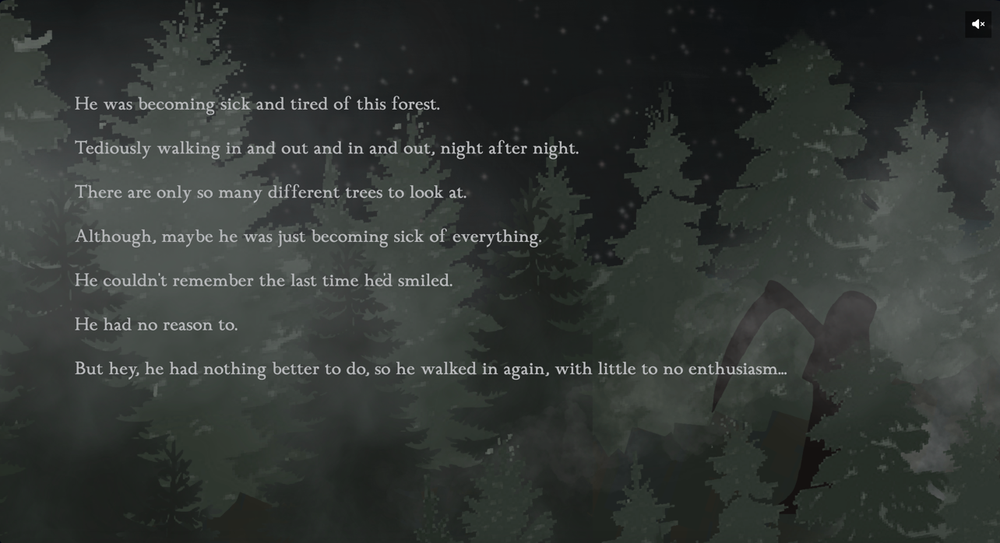 He was becoming sick and tired of this forest.
Tediously walking in and out and in and out, night after night.
There are only so many different trees to look at.
Although, maybe he was just becoming sick of everything.
He couldn't remember the last time he'd smiled.
He had no reason to.
But hey, he had nothing better to do, so he walked in again, with little to no enthusiasm...